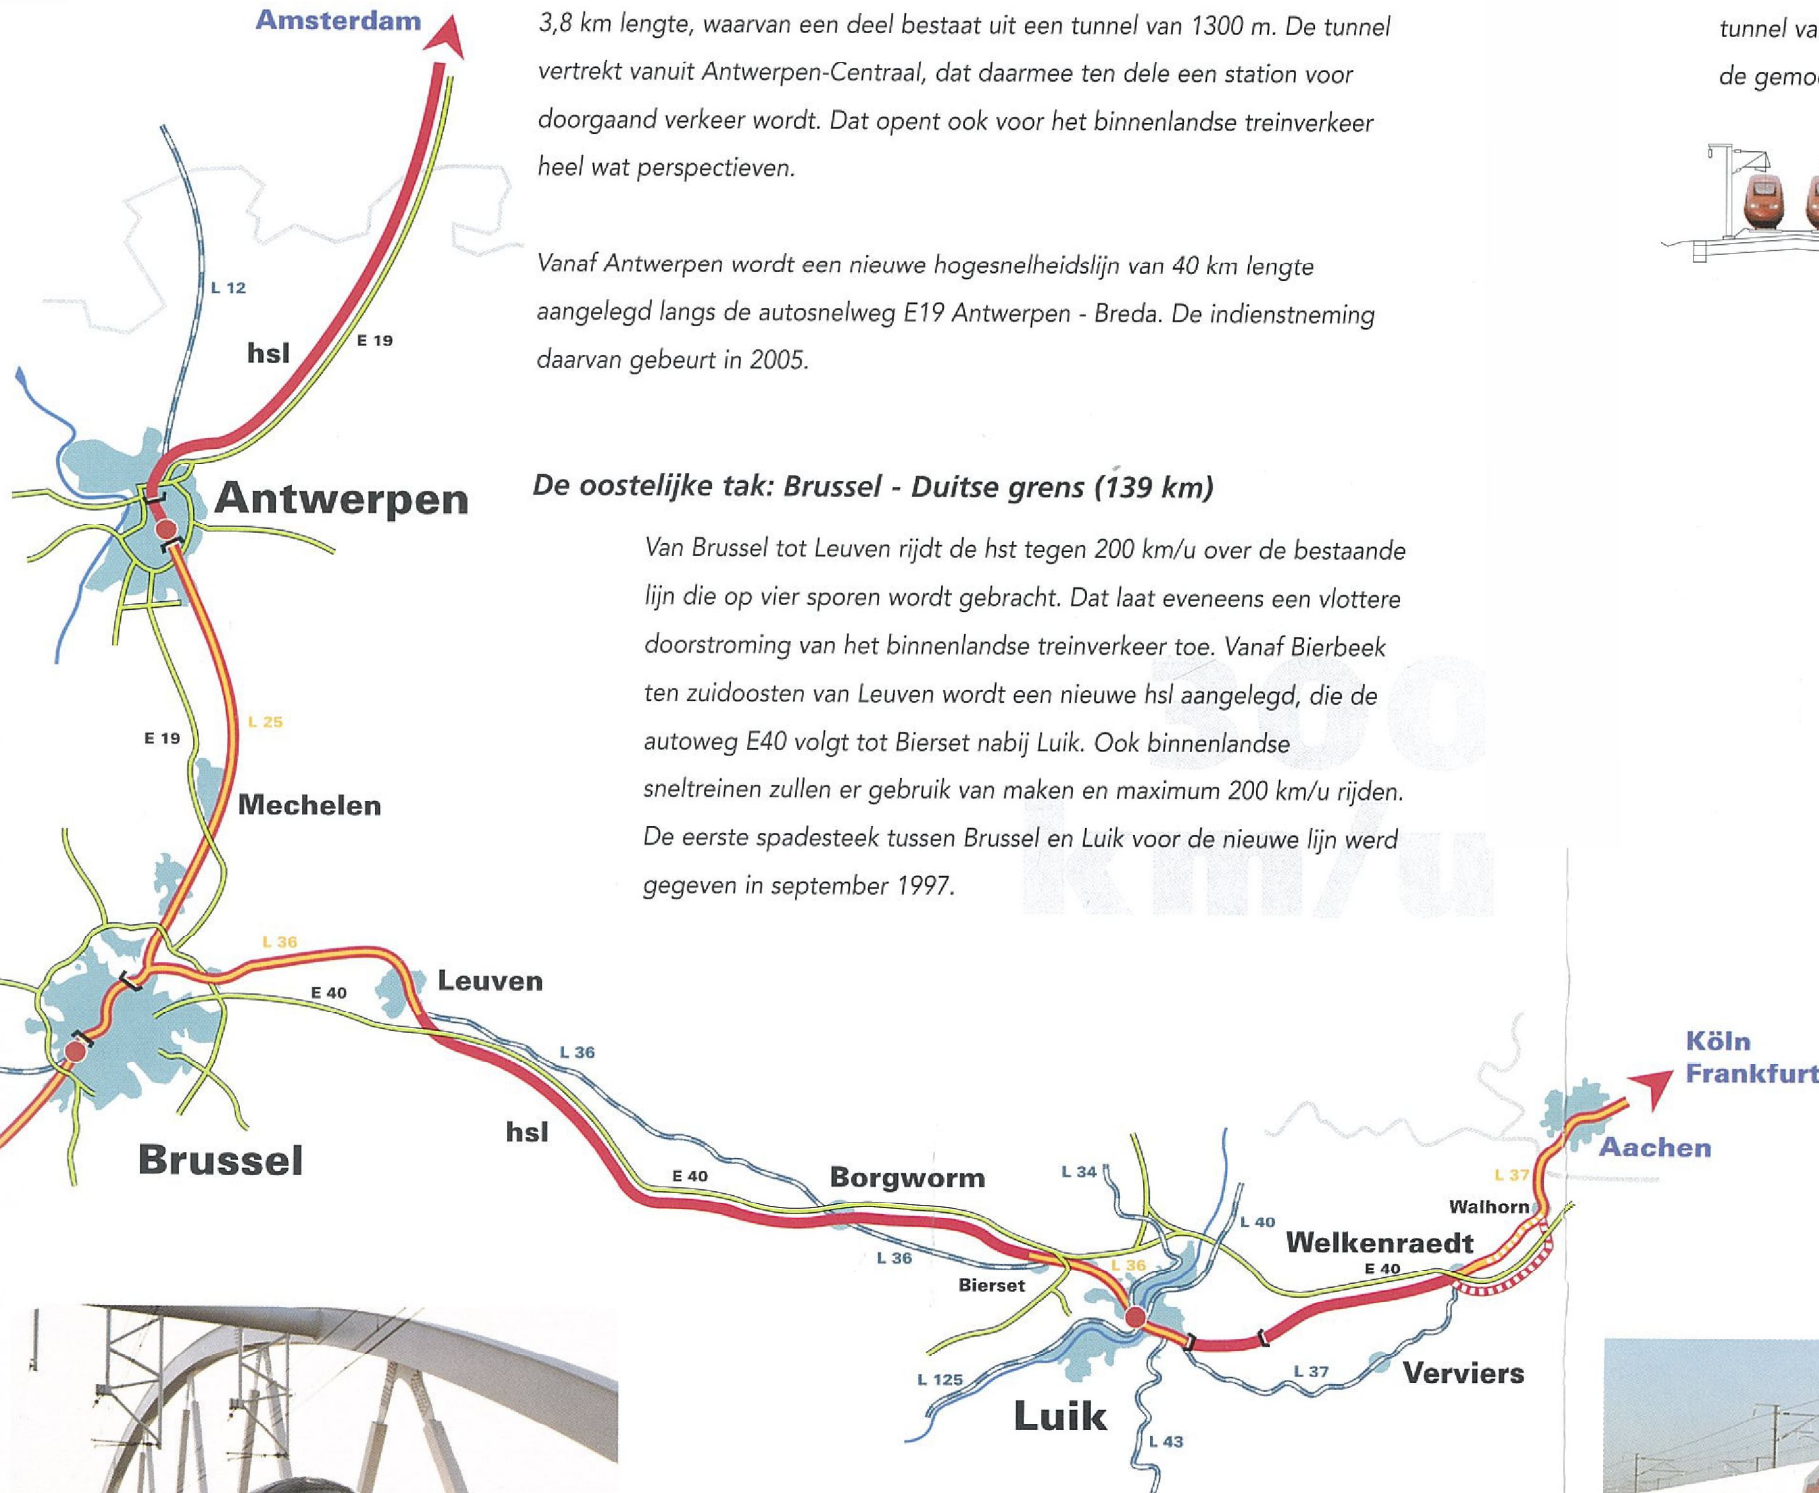 Amsterdam
3,8 km lengte, waarvan een deel bestaat uit een tunnel van 1300 m. De tunnel
vertrekt vanuit Antwerpen-Centraal, dat daarmee ten dele een station voor
doorgaand verkeer wordt. Dat opent ook voor het binnenlandse treinverkeer
heel wat perspectieven.
tunnel va
de gemo
Vanaf Antwerpen wordt een nieuwe hogesnelheidslijn van 40 km lengte
aangelegd langs de autosnelweg E19 Antwerpen - Breda. De indienstneming
daarvan gebeurt in 2005.
L 12
hsl
E 19
Antwerpen
De oostelijke tak: Brussel - Duitse grens (139 km)
Van Brussel tot Leuven rijdt de hst tegen 200 km/u over de bestaande
lijn die op vier sporen wordt gebracht. Dat laat eveneens een vlottere
doorstroming van het binnenlandse treinverkeer toe. Vanaf Bierbeek
ten zuidoosten van Leuven wordt een nieuwe hsl aangelegd, die de
autoweg E40 volgt tot Bierset nabij Luik. Ook binnenlandse
sneltreinen zullen er gebruik van maken en maximum 200 km/u rijden.
De eerste spadesteek tussen Brussel en Luik voor de nieuwe lijn werd
gegeven in september 1997.
300
km/u
L 25
E 19
Mechelen
L 36
Leuven
E 40
L 36
Brussel
hsl
E 40
Borgworm
L 36
Bierset
L 34
L 40
L 36
Welkenraedt
E 40
Walhorn
L 37
Aachen
Köln
Frankfurt
L 125
Luik
L 43
L 37
Verviers